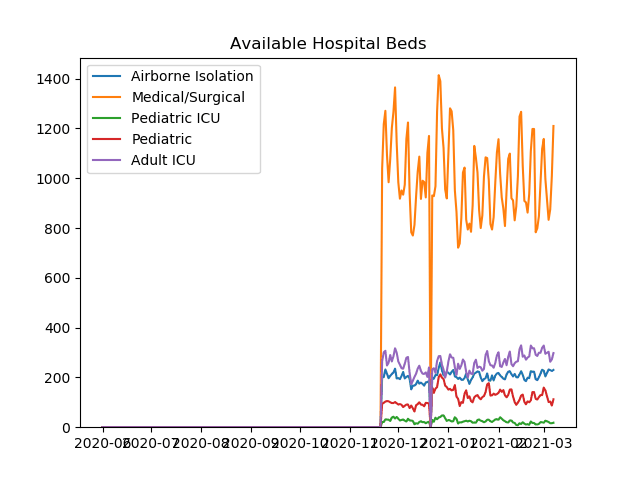 Available Hospital Beds
Airborne Isolation
Medical/Surgical
Pediatric ICU
Pediatric
Adult ICU
1400
1200
1000
800
600
400
200
0
2020-06 2020-07 2020-08 2020-09 2020-10 2020-11 2020-12 2021-01 2021-02 2021-03